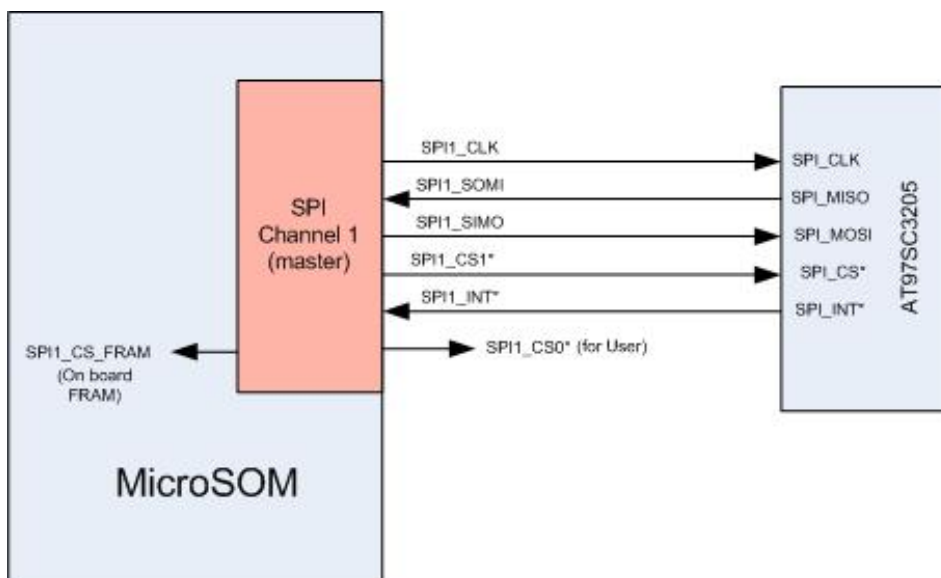 SPI1_CLK
SPI_CLK
SPI1_SOMI
SPI_MISO
SPI
Channel 1
(master)
SPI1_SIMO
SPI_MOSI
SPI1_CS1*
SPI_CS*
SPI1_INT*
SPI_INT*
AT97SC3205
SPI1_CS_FRAM
(On board
FRAM)
SPI1_CS0* (for User)
MicroSOM